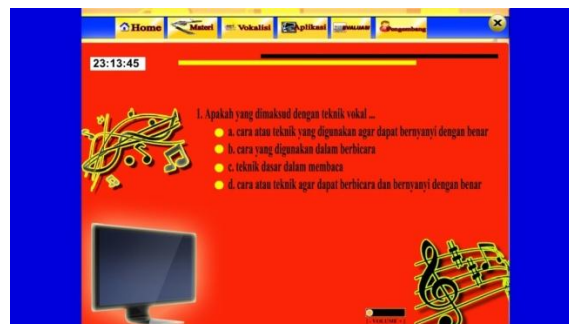 Home Materi Vokalisi Aplikasi EVALUASI Pengembang
23:13:45
1. Apakah yang dimaksud dengan teknik vokal ...
a. cara atau teknik yang digunakan agar dapat bernyanyi dengan benar
b. cara yang digunakan dalam berbicara
c. teknik dasar dalam membaca
d. cara atau teknik agar dapat berbicara dan bernyanyi dengan benar
VOLUME